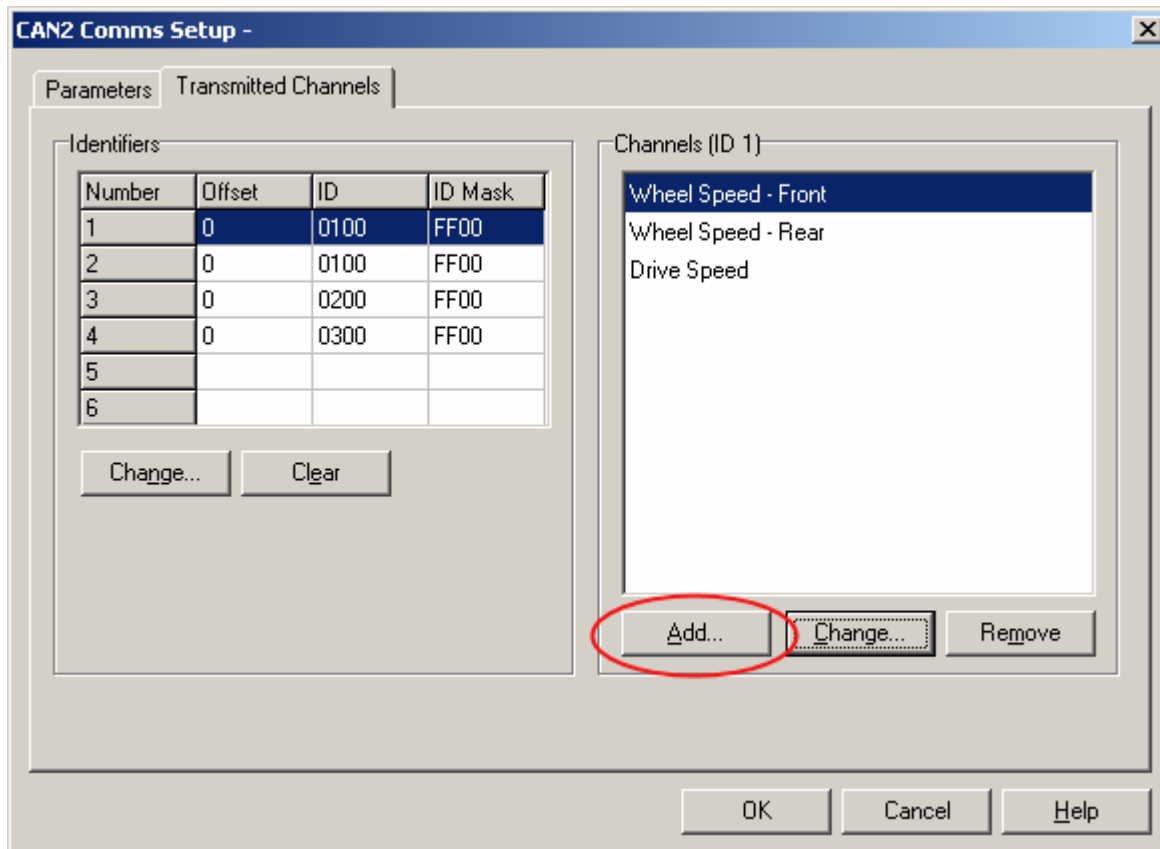 CAN2 Comms Setup -
Parameters Transmitted Channels
Identifiers
Number Offset ID ID Mask
1 0 0100 FF00
2 0 0100 FF00
3 0 0200 FF00
4 0 0300 FF00
5
6
Change... Clear
Channels (ID 1)
Wheel Speed - Front
Wheel Speed - Rear
Drive Speed
Add... Change... Remove
OK Cancel Help